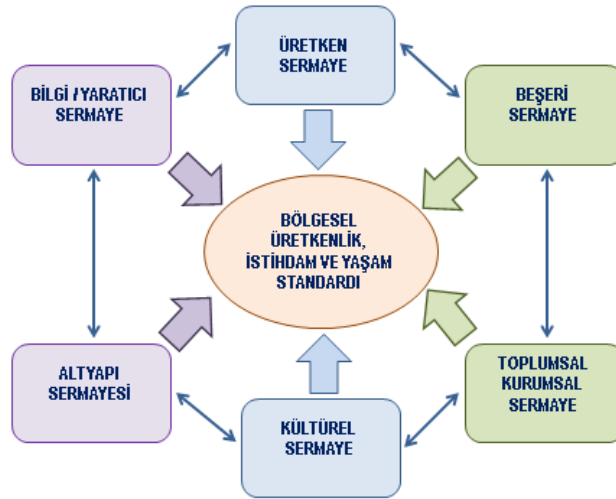 ÜRETKEN
SERMAYE
BİLGİ / YARATICI
SERMAYE
BEŞERİ
SERMAYE
BÖLGESEL
ÜRETKENLİK,
İSTİHDAM VE YAŞAM
STANDARDI
ALTYAPI
SERMAYESİ
TOPLUMSAL
KURUMSAL
SERMAYE
KÜLTÜREL
SERMAYE